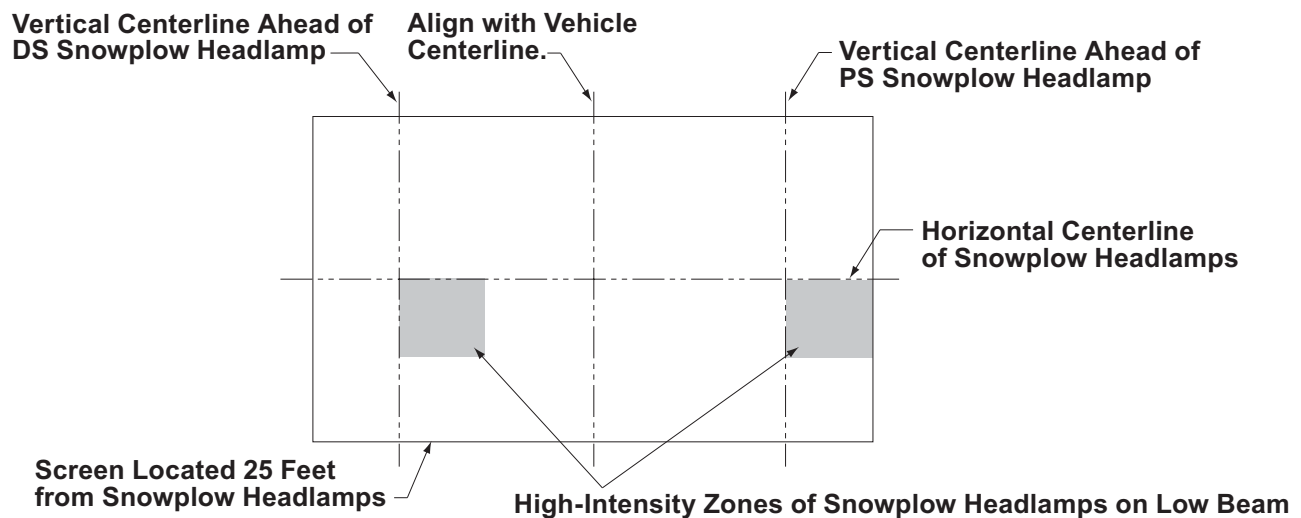 Vertical Centerline Ahead of
DS Snowplow Headlamp
Align with Vehicle
Centerline.
Vertical Centerline Ahead of
PS Snowplow Headlamp
Horizontal Centerline
of Snowplow Headlamps
Screen Located 25 Feet
from Snowplow Headlamps
High-Intensity Zones of Snowplow Headlamps on Low Beam